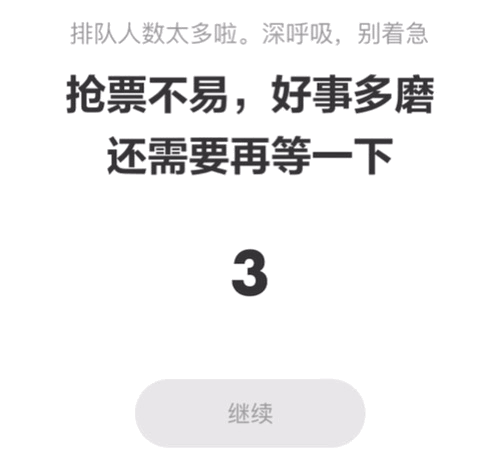 排队人数太多啦。深呼吸，别着急
抢票不易，好事多磨
还需要再等一下
3
继续